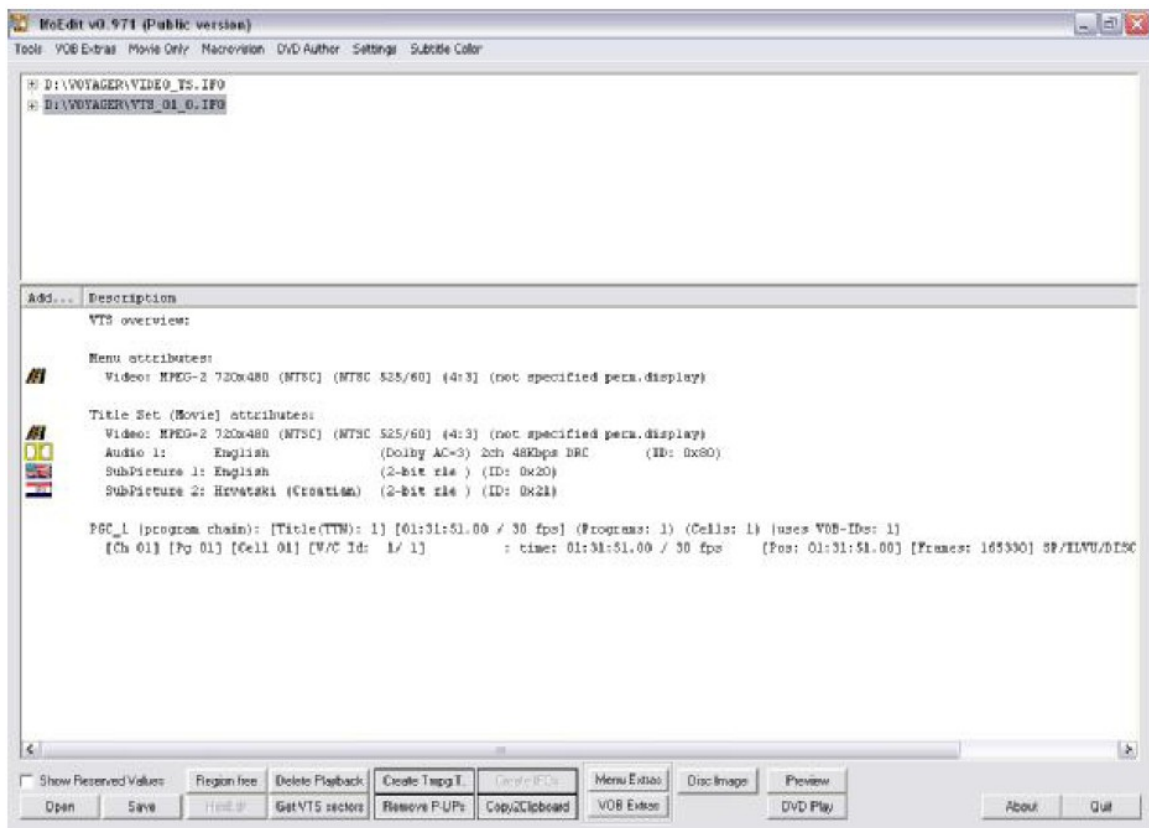 IfoEdit v0.971 (Public version)
Tools VOB Extras Movie Only Macrovision DVD Author Settings Subtitle Color
D:\VOYAGER\VIDEO_TS.IFO
D:\VOYAGER\VTS_01_0.IFO
Add... Description
VTS overview:
Menu attributes:
Video: MPEG-2 720x480 (NTSC) (NTSC 525/60) (4:3) (not specified perm.display)
Title Set (Movie) attributes:
Video: MPEG-2 720x480 (NTSC) (NTSC 525/60) (4:3) (not specified perm.display)
Audio 1: English (Dolby AC-3) 2ch 48Kbps DRC (ID: 0x80)
SubPicture 1: English (2-bit rle ) (ID: 0x20)
SubPicture 2: Hrvatski (Croatian) (2-bit rle ) (ID: 0x21)
PGC_1 (program chain): [Title(TTN): 1] [01:31:51.00 / 30 fps] (Programs: 1) (Cells: 1) (uses VOB-IDs: 1)
[Ch 01] [Pg 01] [Cell 01] [V/C Id: 1/ 1] : time: 01:31:51.00 / 30 fps [Pos: 01:31:51.00] [Frames: 165330] SP/ILVU/DISC
Show Reserved Values Region free Delete Playback Create Tmpg T.. Create IFOs Menu Extras Disc Image Preview
Open Save Get VTS sectors Remove P-UPs Copy2Clipboard VOB Extras DVD Play About Quit